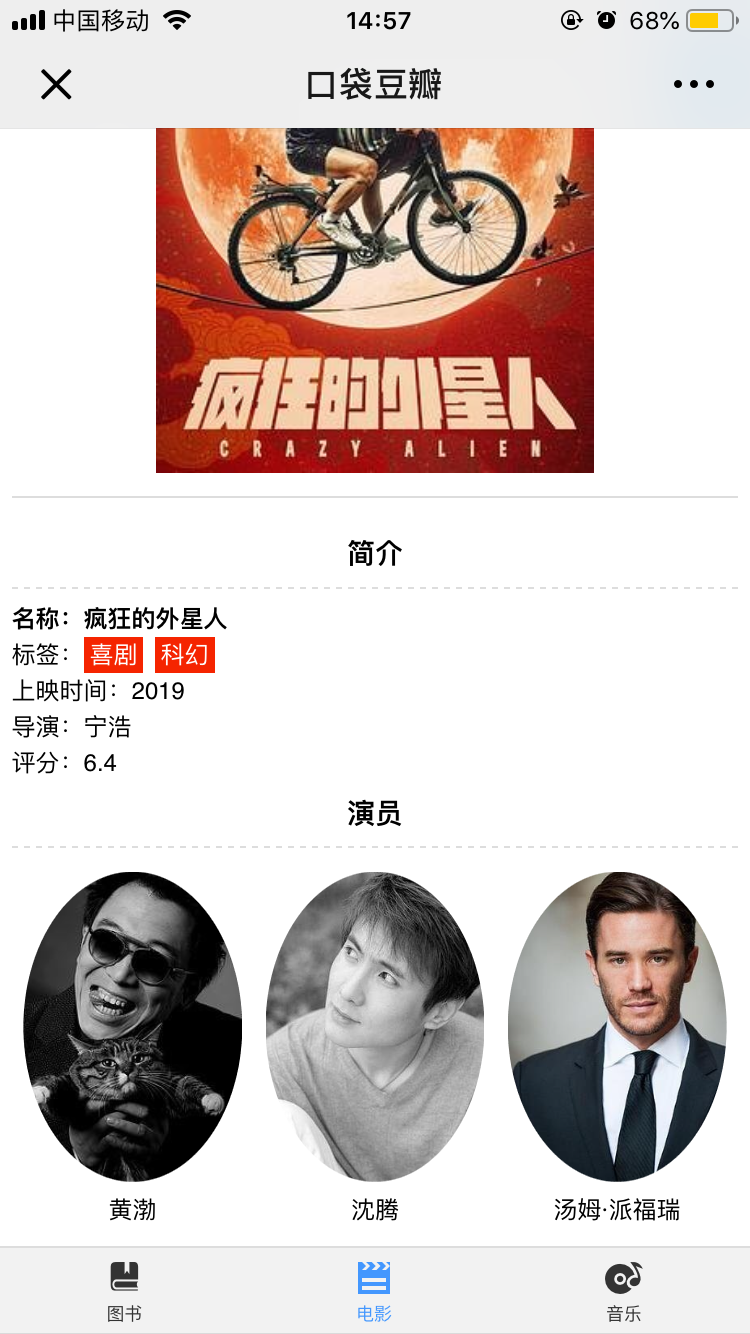 中国移动 14:57 68%
口袋豆瓣
疯狂的外星人
CRAZY ALIEN
简介
名称：疯狂的外星人
标签：喜剧 科幻
上映时间：2019
导演：宁浩
评分：6.4
演员
黄渤 沈腾 汤姆·派福瑞
图书 电影 音乐